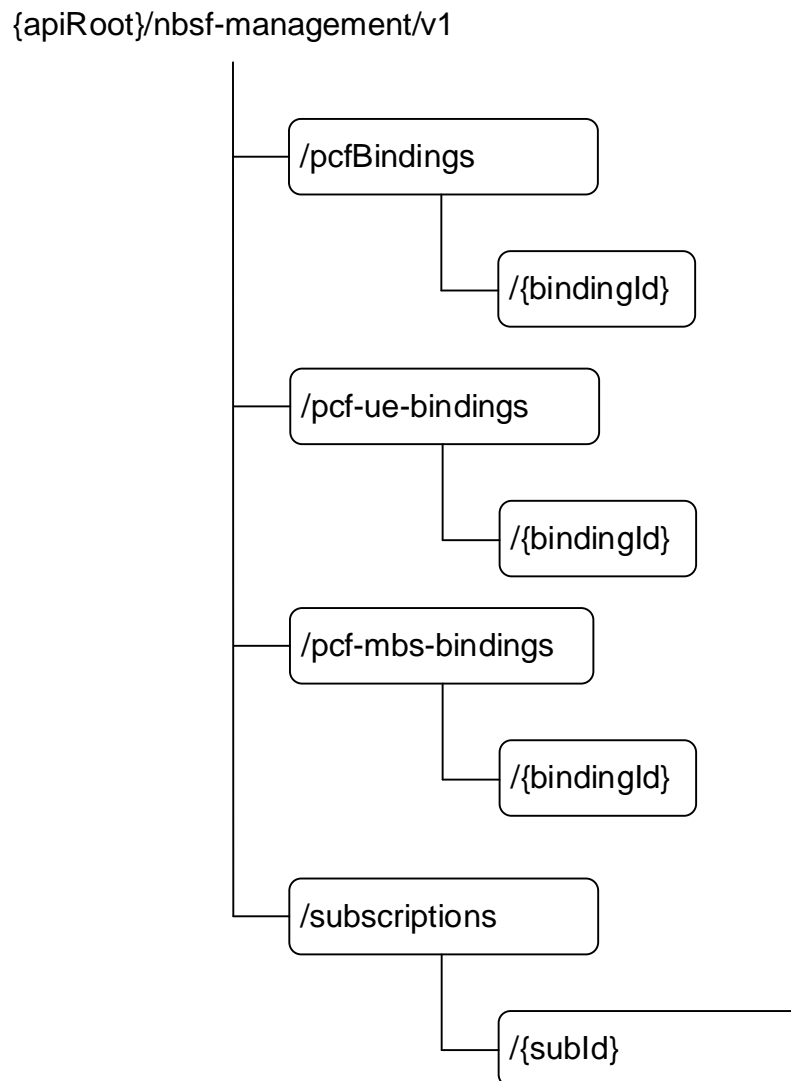 {apiRoot}/nbsf-management/v1
/pcfBindings
/{bindingId}
/pcf-ue-bindings
/{bindingId}
/pcf-mbs-bindings
/{bindingId}
/subscriptions
/{subId}